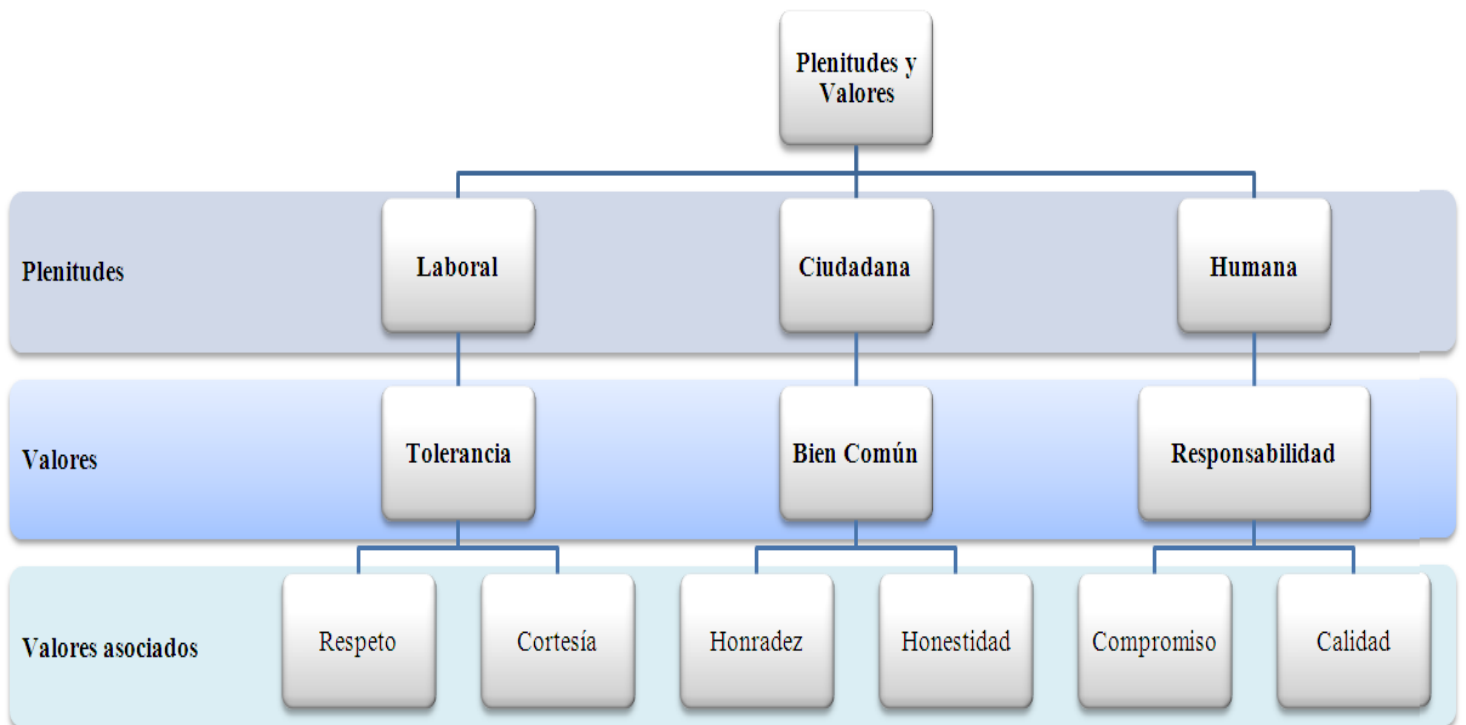 Plenitudes y
Valores
Plenitudes
Laboral
Ciudadana
Humana
Valores
Tolerancia
Bien Común
Responsabilidad
Valores asociados
Respeto
Cortesía
Honradez
Honestidad
Compromiso
Calidad